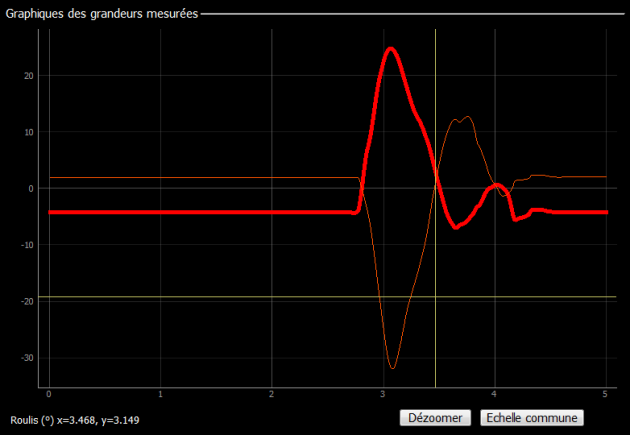 Graphiques des grandeurs mesurées
20
10
0
-10
-20
-30
0 1 2 3 4 5
Roulis (°) x=3.468, y=3.149
Dézoomer
Echelle commune